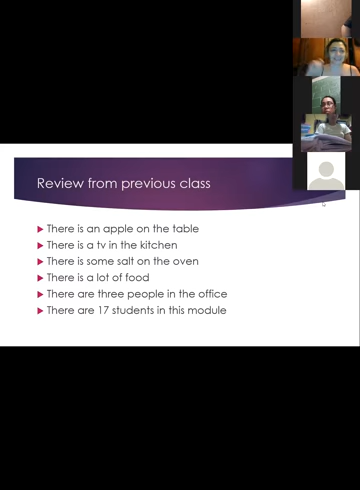 Review from previous class
There is an apple on the table
There is a tv in the kitchen
There is some salt on the oven
There is a lot of food
There are three people in the office
There are 17 students in this module